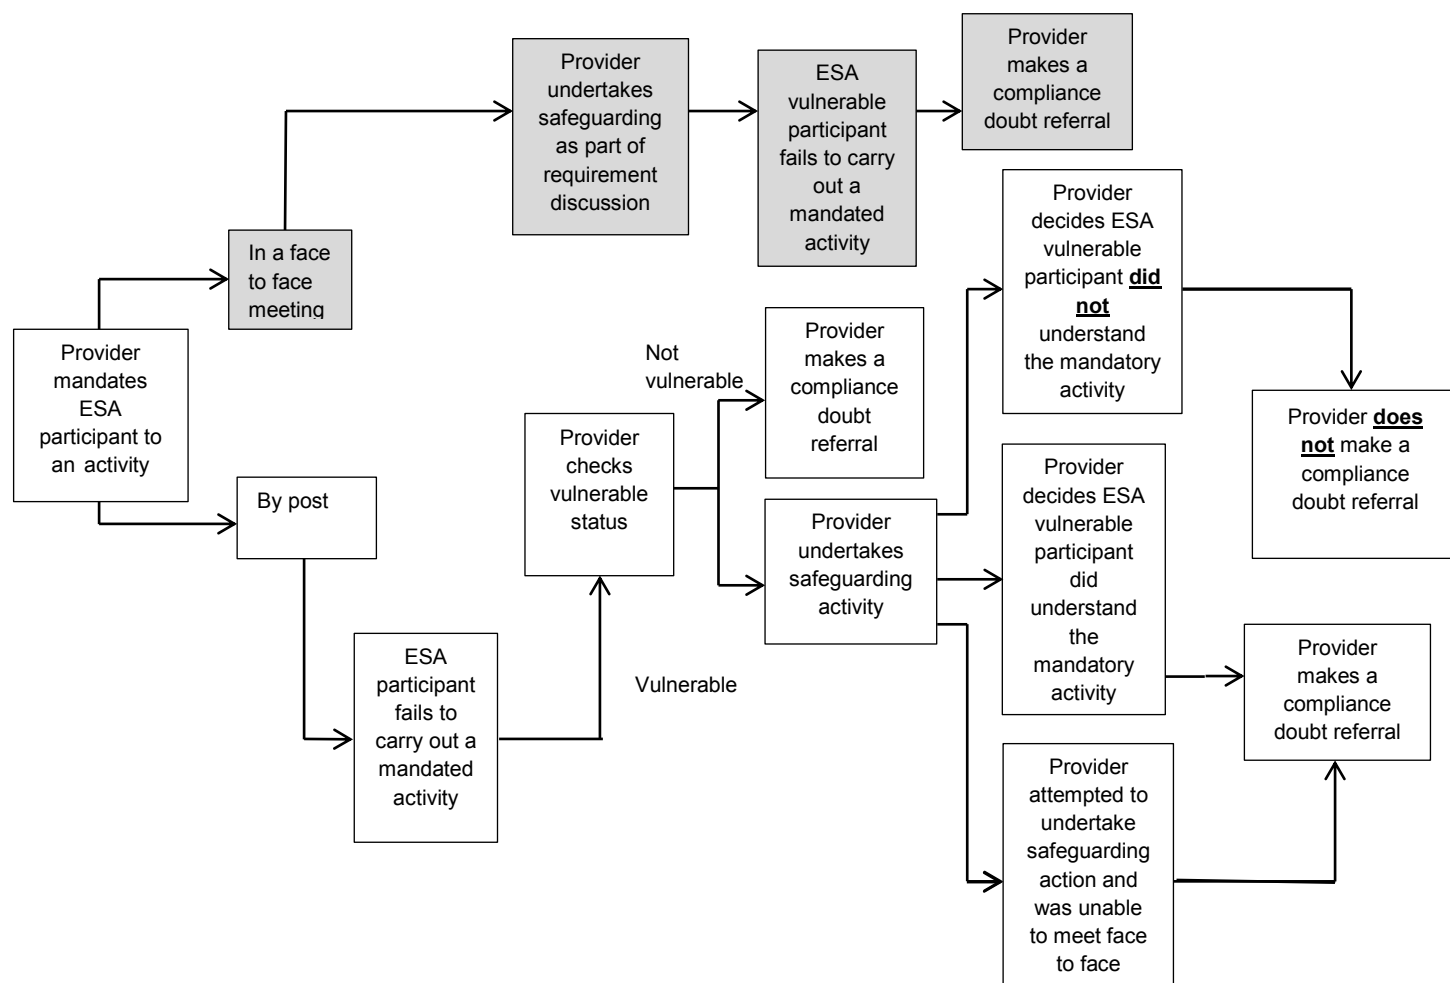 Provider
undertakes
safeguarding
as part of
requirement
discussion
ESA
vulnerable
participant
fails to carry
out a
mandated
activity
Provider
makes a
compliance
doubt referral
In a face
to face
meeting
Provider
mandates
ESA
participant to
an activity
By post
ESA
participant
fails to
carry out a
mandated
activity
Provider
checks
vulnerable
status
Not
vulnerable
Vulnerable
Provider
makes a
compliance
doubt
referral
Provider
undertakes
safeguarding
activity
Provider
decides ESA
vulnerable
participant did
not
understand
the mandatory
activity
Provider does
not make a
compliance
doubt referral
Provider
decides ESA
vulnerable
participant
did
understand
the
mandatory
activity
Provider
makes a
compliance
doubt referral
Provider
attempted to
undertake
safeguarding
action and
was unable
to meet face
to face